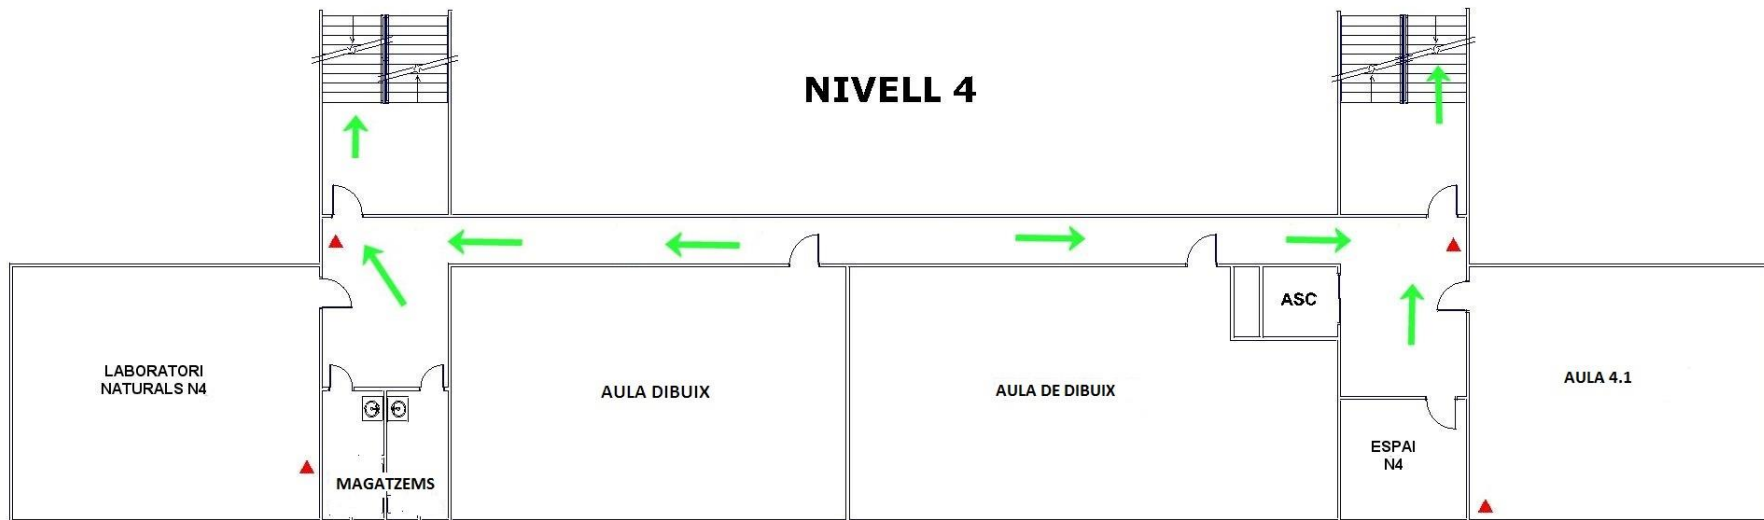 NIVELL 4
ASC
LABORATORI
NATURALS N4
AULA DIBUIX
AULA DE DIBUIX
AULA 4.1
ESPAI
N4
MAGATZEMS